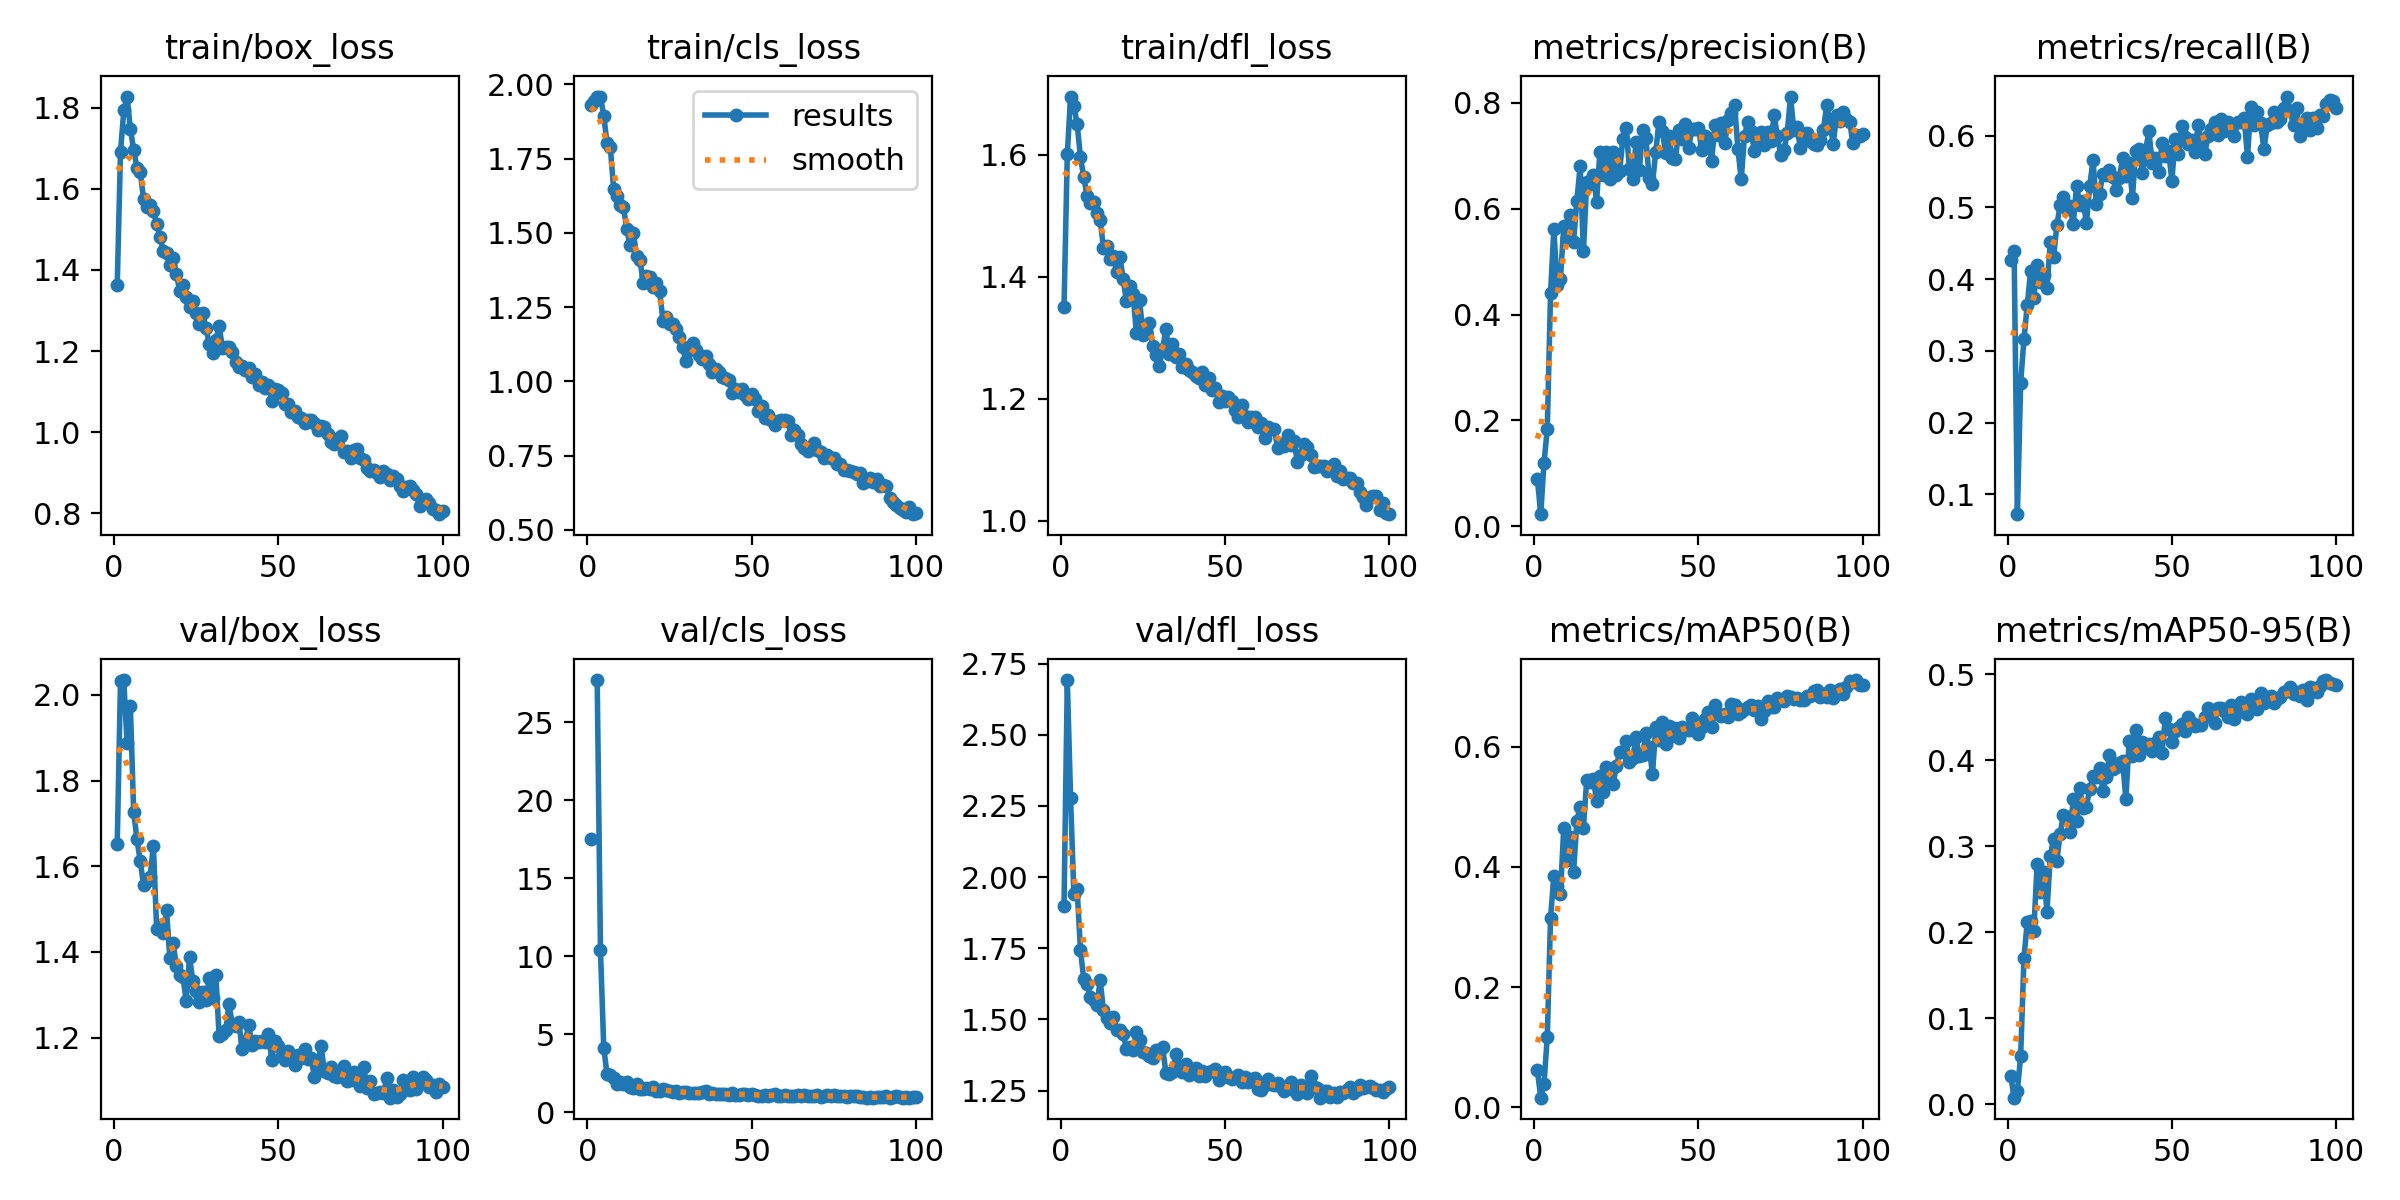 train/box_loss
1.8
1.6
1.4
1.2
1.0
0.8
0 50 100
train/cls_loss
2.00
1.75
1.50
1.25
1.00
0.75
0.50
results
smooth
0 50 100
train/dfl_loss
1.6
1.4
1.2
1.0
0 50 100
metrics/precision(B)
0.8
0.6
0.4
0.2
0.0
0 50 100
metrics/recall(B)
0.6
0.5
0.4
0.3
0.2
0.1
0 50 100
val/box_loss
2.0
1.8
1.6
1.4
1.2
0 50 100
val/cls_loss
25
20
15
10
5
0
0 50 100
val/dfl_loss
2.75
2.50
2.25
2.00
1.75
1.50
1.25
0 50 100
metrics/mAP50(B)
0.6
0.4
0.2
0.0
0 50 100
metrics/mAP50-95(B)
0.5
0.4
0.3
0.2
0.1
0.0
0 50 100